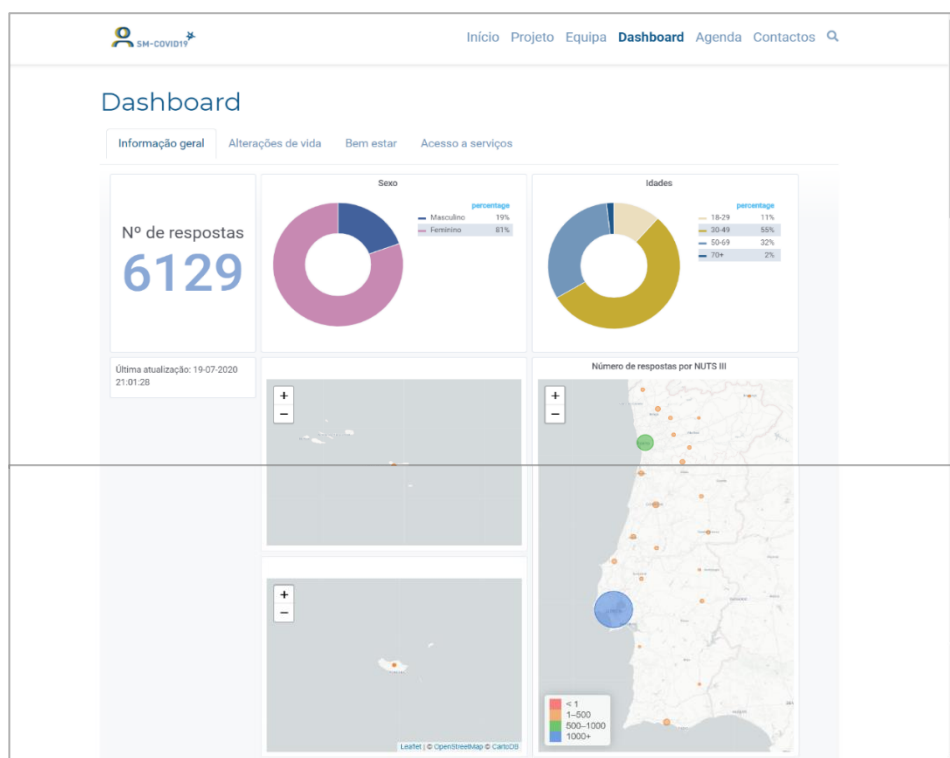 SM-COVID19
Início Projeto Equipa Dashboard Agenda Contactos
Dashboard
Informação geral Alterações de vida Bem estar Acesso a serviços
Nº de respostas
6129
Última atualização: 19-07-2020
21:01:28
Sexo
percentage
Masculino 19%
Feminino 81%
Idades
percentage
18-29 11%
30-49 55%
50-69 32%
70+ 2%
+
−
+
−
Leaflet | © OpenStreetMap © CartoDB
Número de respostas por NUTS III
+
−
< 1
1–500
500–1000
1000+